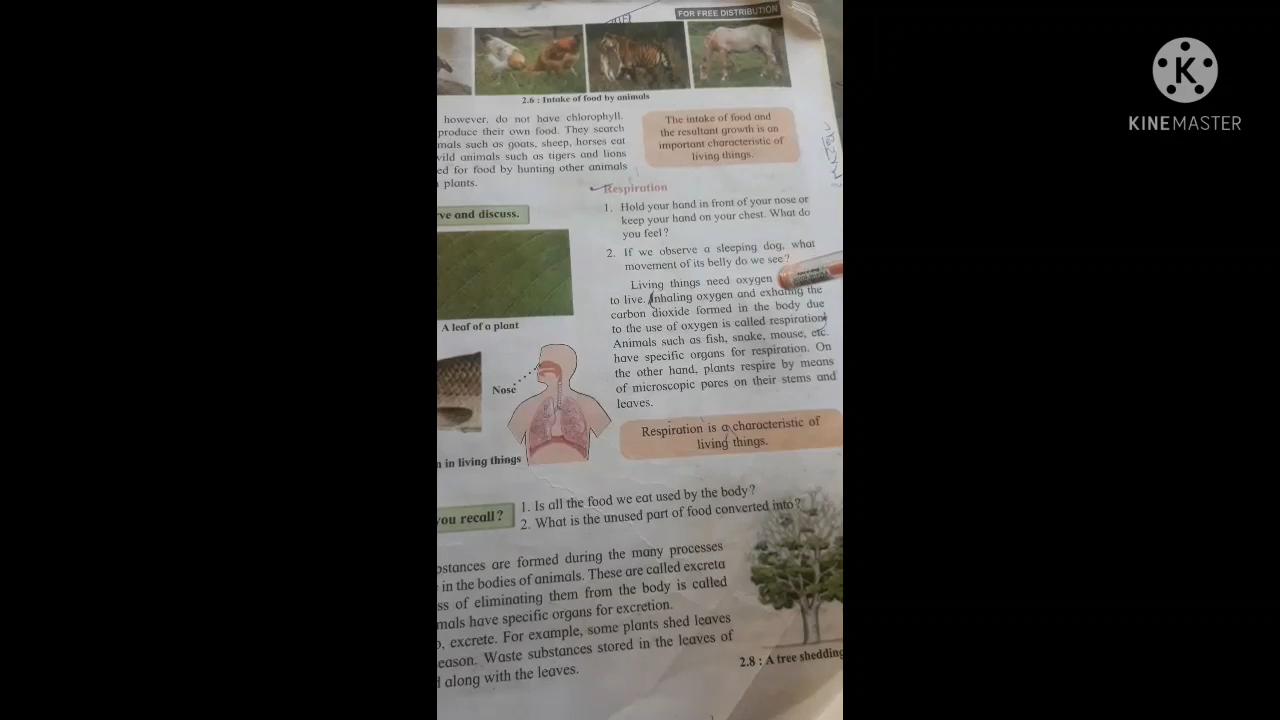 FOR FREE DISTRIBUTION
2.6 : Intake of food by animals
however, do not have chlorophyll.
produce their own food. They search
mals such as goats, sheep, horses eat
vild animals such as tigers and lions
ed for food by hunting other animals
plants.
The intake of food and
the resultant growth is an
important characteristic of
living things.
Respiration
1. Hold your hand in front of your nose or
keep your hand on your chest. What do
you feel?
2. If we observe a sleeping dog, what
movement of its belly do we see?
ve and discuss.
Living things need oxygen
to live. Inhaling oxygen and exhaling the
carbon dioxide formed in the body due
to the use of oxygen is called respiration.
Animals such as fish, snake, mouse, etc.
have specific organs for respiration. On
the other hand, plants respire by means
of microscopic pores on their stems and
leaves.
A leaf of a plant
Nose
n in living things
Respiration is a characteristic of
living things.
you recall?
1. Is all the food we eat used by the body?
2. What is the unused part of food converted into?
bstances are formed during the many processes
in the bodies of animals. These are called excreta
ss of eliminating them from the body is called
mals have specific organs for excretion.
o, excrete. For example, some plants shed leaves
eason. Waste substances stored in the leaves of
d along with the leaves.
2.8 : A tree shedding
KINEMASTER